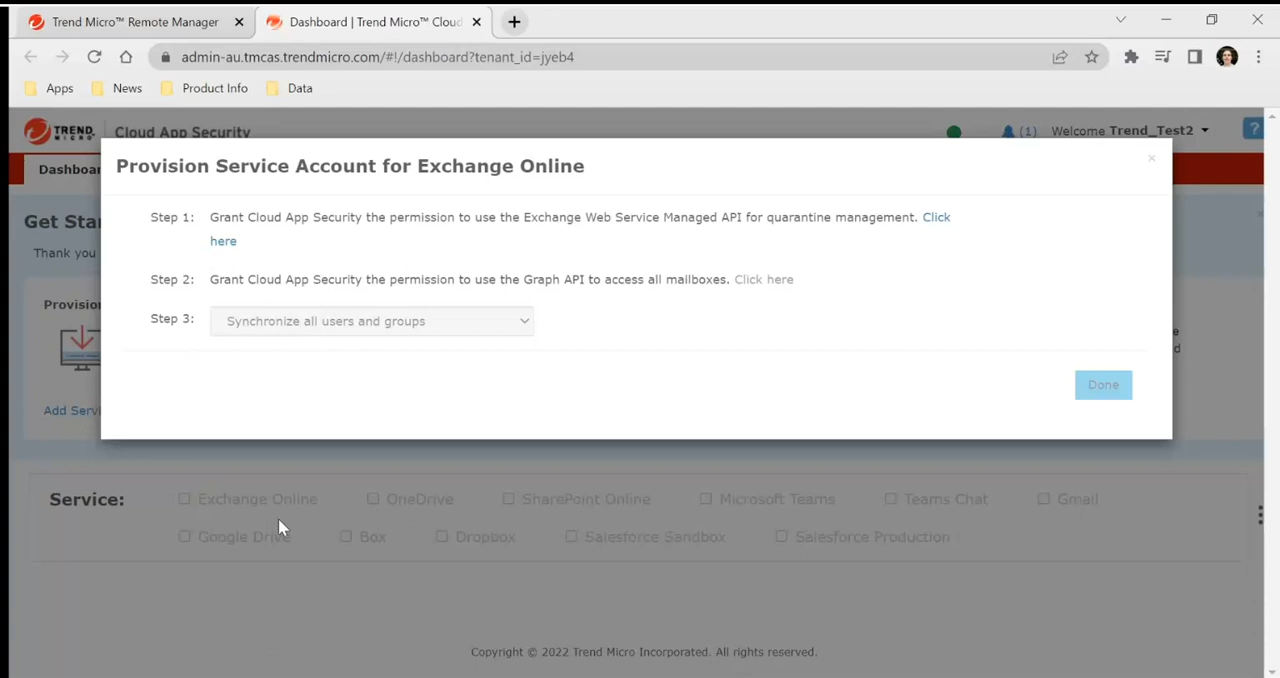 Trend Micro™ Remote Manager
Dashboard | Trend Micro™ Cloud
admin-au.tmcas.trendmicro.com/#!/dashboard?tenant_id=jyeb4
Apps
News
Product Info
Data
TREND MICRO
Cloud App Security
(1)
Welcome Trend_Test2
?
Dashboar
Provision Service Account for Exchange Online
Step 1: Grant Cloud App Security the permission to use the Exchange Web Service Managed API for quarantine management. Click
here
Step 2: Grant Cloud App Security the permission to use the Graph API to access all mailboxes. Click here
Step 3: Synchronize all users and groups
Done
Get Sta
Thank you
Provision
Add Servi
Service:
Exchange Online
OneDrive
SharePoint Online
Microsoft Teams
Teams Chat
Gmail
Google Drive
Box
Dropbox
Salesforce Sandbox
Salesforce Production
Copyright © 2022 Trend Micro Incorporated. All rights reserved.